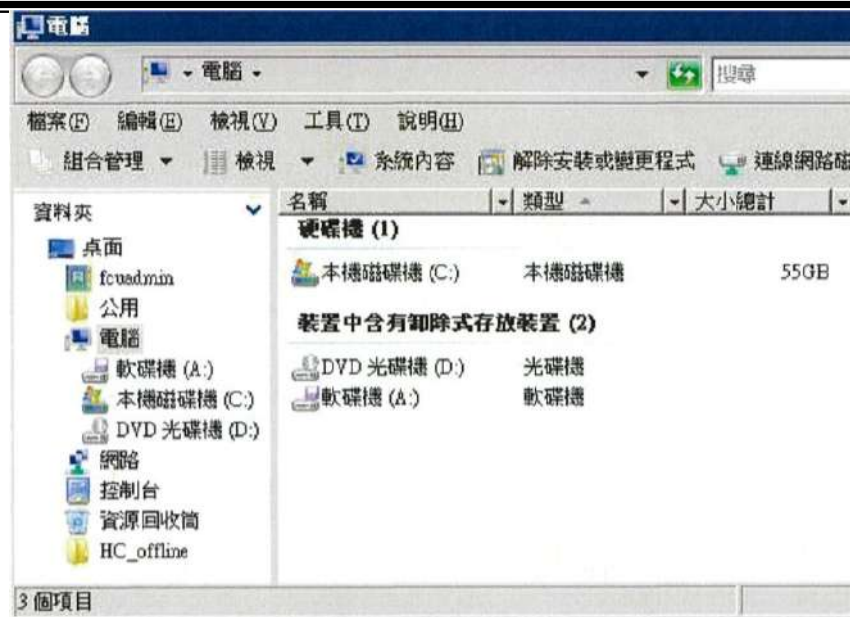 電腦
電腦
搜尋
檔案(F) 編輯(E) 檢視(V) 工具(T) 說明(H)
組合管理 檢視 系統內容 解除安裝或變更程式 連線網路磁
資料夾
桌面
fcuadmin
公用
電腦
軟碟機 (A:)
本機磁碟機 (C:)
DVD 光碟機 (D:)
網路
控制台
資源回收筒
HC_offline
名稱 類型 大小總計
硬碟機 (1)
本機磁碟機 (C:) 本機磁碟機 55GB
裝置中含有卸除式存放裝置 (2)
DVD 光碟機 (D:) 光碟機
軟碟機 (A:) 軟碟機
3 個項目